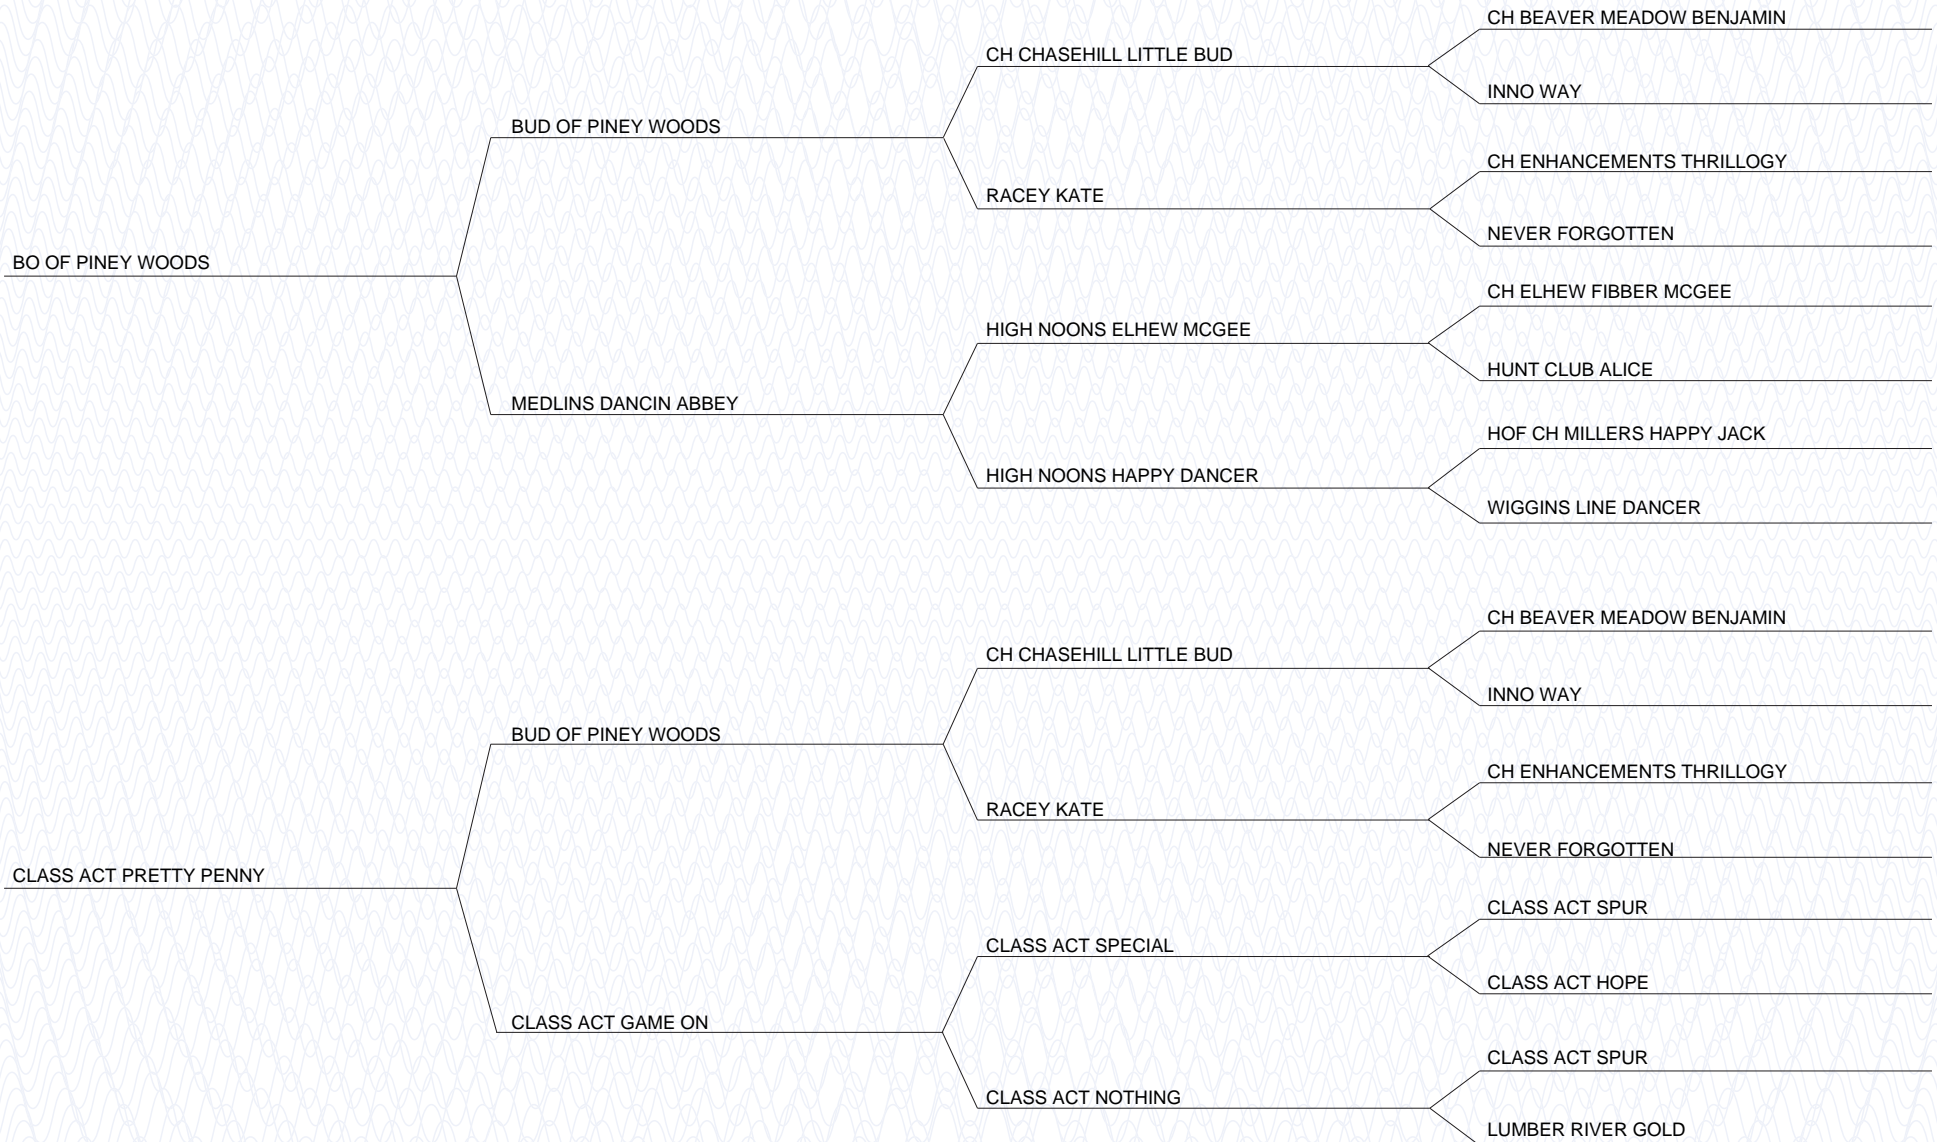 CH BEAVER MEADOW BENJAMIN
CH CHASEHILL LITTLE BUD
INNO WAY
BUD OF PINEY WOODS
CH ENHANCEMENTS THRILLOGY
RACEY KATE
NEVER FORGOTTEN
BO OF PINEY WOODS
CH ELHEW FIBBER MCGEE
HIGH NOONS ELHEW MCGEE
HUNT CLUB ALICE
MEDLINS DANCIN ABBEY
HOF CH MILLERS HAPPY JACK
HIGH NOONS HAPPY DANCER
WIGGINS LINE DANCER
CH BEAVER MEADOW BENJAMIN
CH CHASEHILL LITTLE BUD
INNO WAY
BUD OF PINEY WOODS
CH ENHANCEMENTS THRILLOGY
RACEY KATE
NEVER FORGOTTEN
CLASS ACT PRETTY PENNY
CLASS ACT SPUR
CLASS ACT SPECIAL
CLASS ACT HOPE
CLASS ACT GAME ON
CLASS ACT SPUR
CLASS ACT NOTHING
LUMBER RIVER GOLD